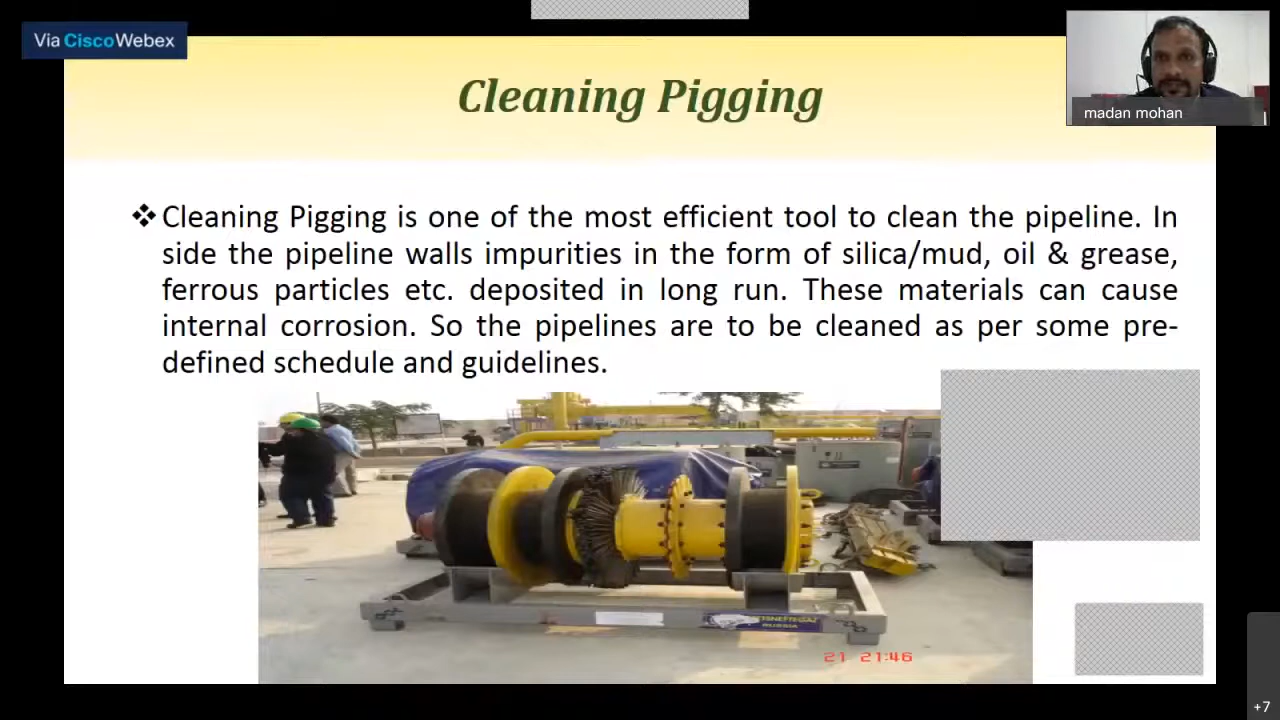 Via Cisco Webex
madan mohan
Cleaning Pigging
❖ Cleaning Pigging is one of the most efficient tool to clean the pipeline. In
side the pipeline walls impurities in the form of silica/mud, oil & grease,
ferrous particles etc. deposited in long run. These materials can cause
internal corrosion. So the pipelines are to be cleaned as per some pre-
defined schedule and guidelines.
RUSSIA
21 21:46
+7